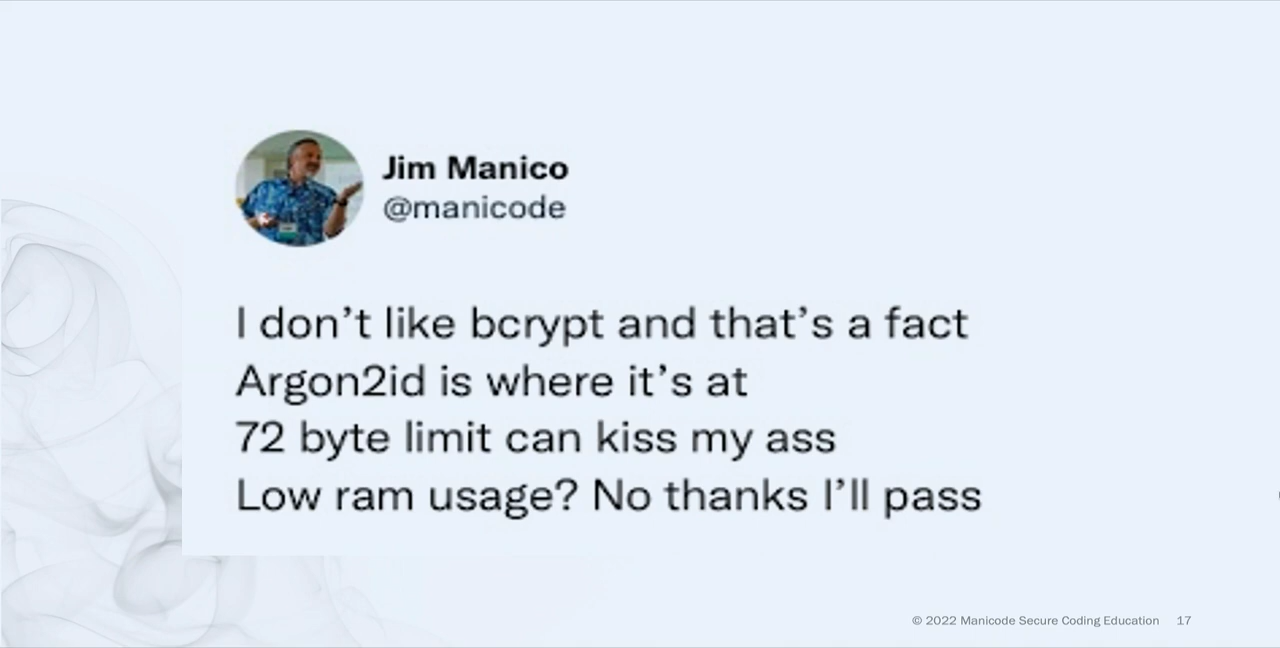 Jim Manico
@manicode
I don’t like bcrypt and that’s a fact
Argon2id is where it’s at
72 byte limit can kiss my ass
Low ram usage? No thanks I’ll pass
© 2022 Manicode Secure Coding Education 17